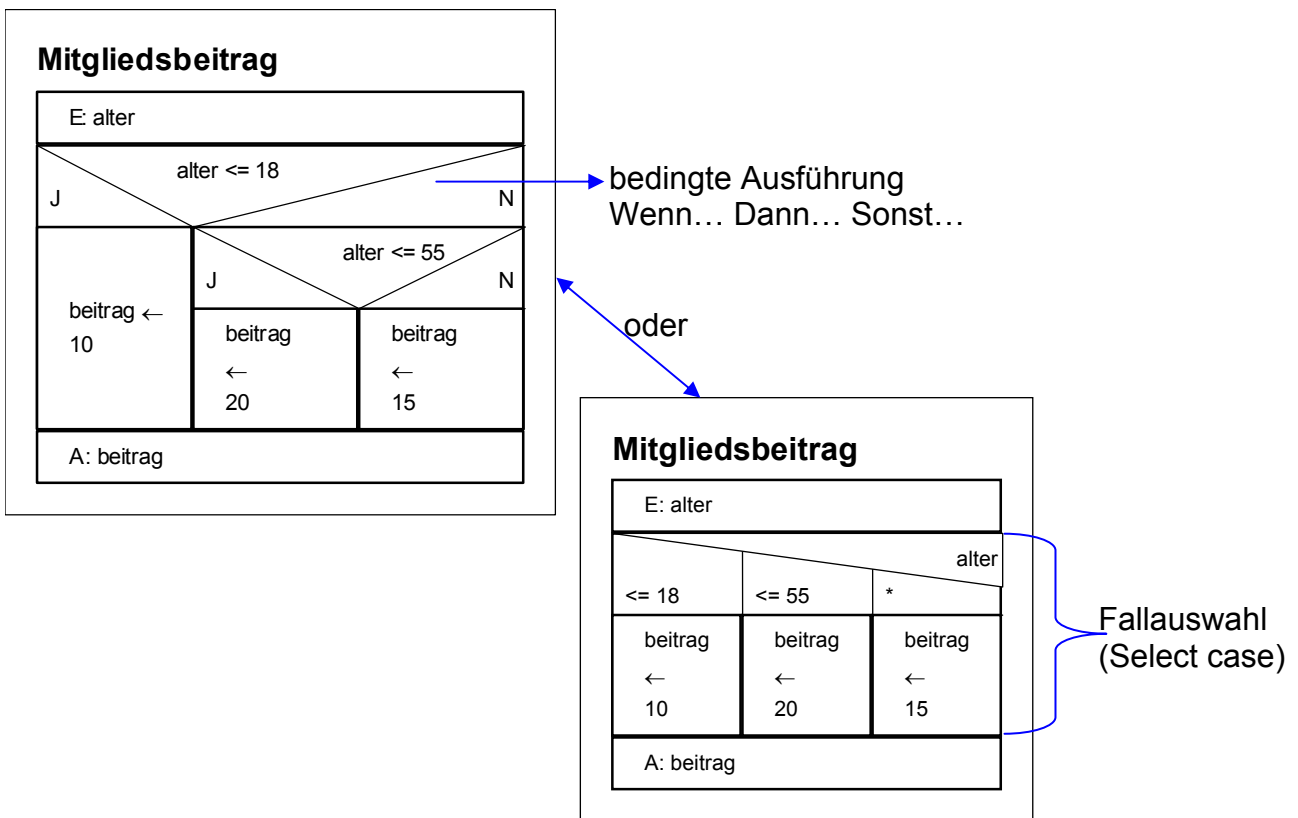 Mitgliedsbeitrag
E: alter
alter <= 18
J
N
alter <= 55
J
N
beitrag ←
10
beitrag
←
20
beitrag
←
15
A: beitrag
bedingte Ausführung
Wenn… Dann… Sonst…
oder
Mitgliedsbeitrag
E: alter
alter
<= 18
<= 55
*
beitrag
←
10
beitrag
←
20
beitrag
←
15
A: beitrag
Fallauswahl
(Select case)